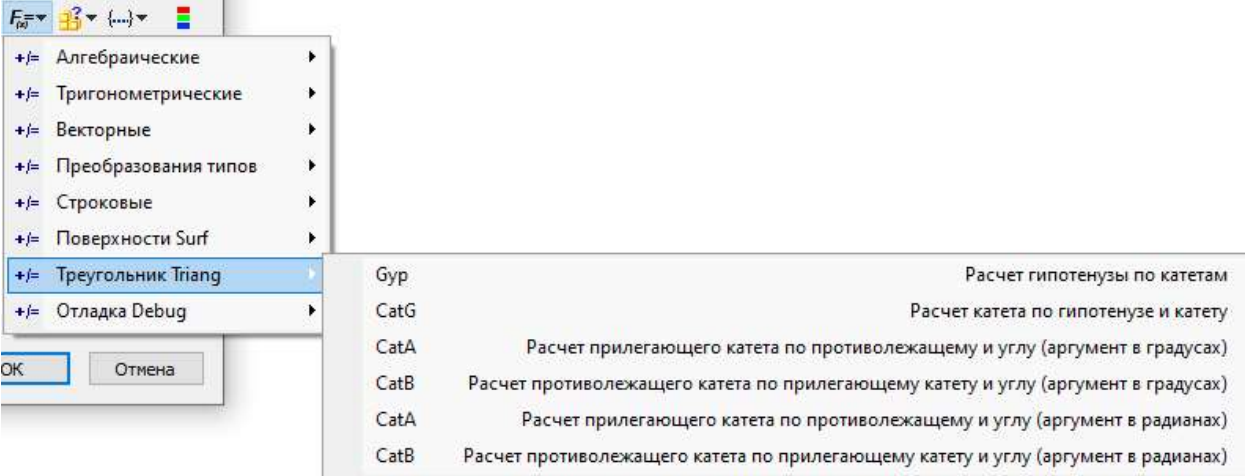 F(x)=
{...}
+/= Алгебраические
+/= Тригонометрические
+/= Векторные
+/= Преобразования типов
+/= Строковые
+/= Поверхности Surf
+/= Треугольник Triang
+/= Отладка Debug
ОК Отмена
Gyp Расчет гипотенузы по катетам
CatG Расчет катета по гипотенузе и катету
CatA Расчет прилегающего катета по противолежащему и углу (аргумент в градусах)
CatB Расчет противолежащего катета по прилегающему катету и углу (аргумент в градусах)
CatA Расчет прилегающего катета по противолежащему и углу (аргумент в радианах)
CatB Расчет противолежащего катета по прилегающему катету и углу (аргумент в радианах)